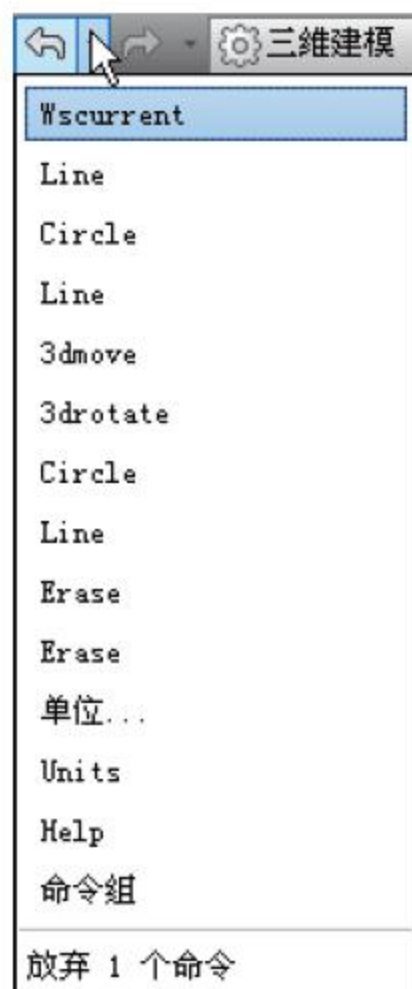 三维建模
Wscurrent
Line
Circle
Line
3dmove
3drotate
Circle
Line
Erase
Erase
单位...
Units
Help
命令组
放弃 1 个命令